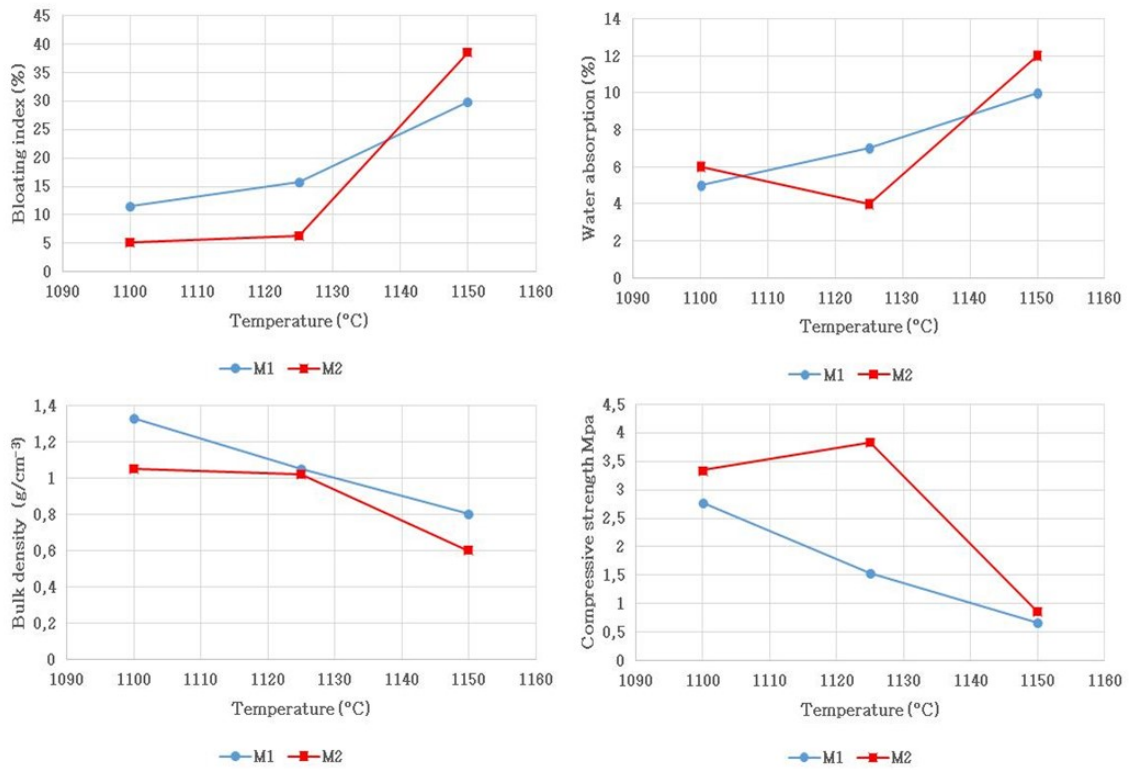 Bloating index (%)
45
40
35
30
25
20
15
10
5
0
1090 1100 1110 1120 1130 1140 1150 1160
Temperature (°C)
M1 M2
Water absorption (%)
14
12
10
8
6
4
2
0
1090 1100 1110 1120 1130 1140 1150 1160
Temperature (°C)
M1 M2
Bulk density (g/cm⁻³)
1,4
1,2
1
0,8
0,6
0,4
0,2
0
1090 1100 1110 1120 1130 1140 1150 1160
Temperature (°C)
M1 M2
Compressive strength Mpa
4,5
4
3,5
3
2,5
2
1,5
1
0,5
0
1090 1100 1110 1120 1130 1140 1150 1160
Temperature (°C)
M1 M2